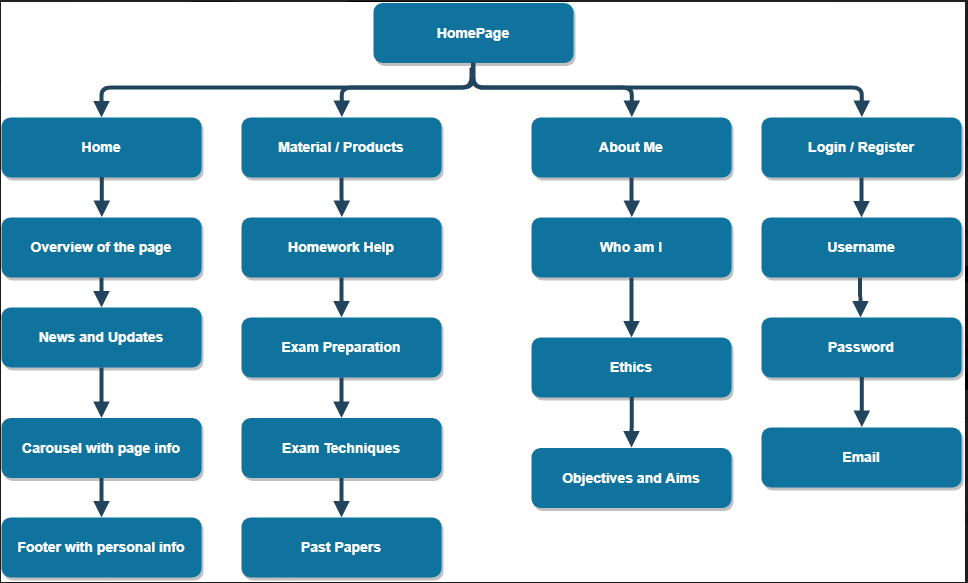 HomePage
Home
Material / Products
About Me
Login / Register
Overview of the page
Homework Help
Who am I
Username
News and Updates
Exam Preparation
Ethics
Password
Carousel with page info
Exam Techniques
Objectives and Aims
Email
Footer with personal info
Past Papers